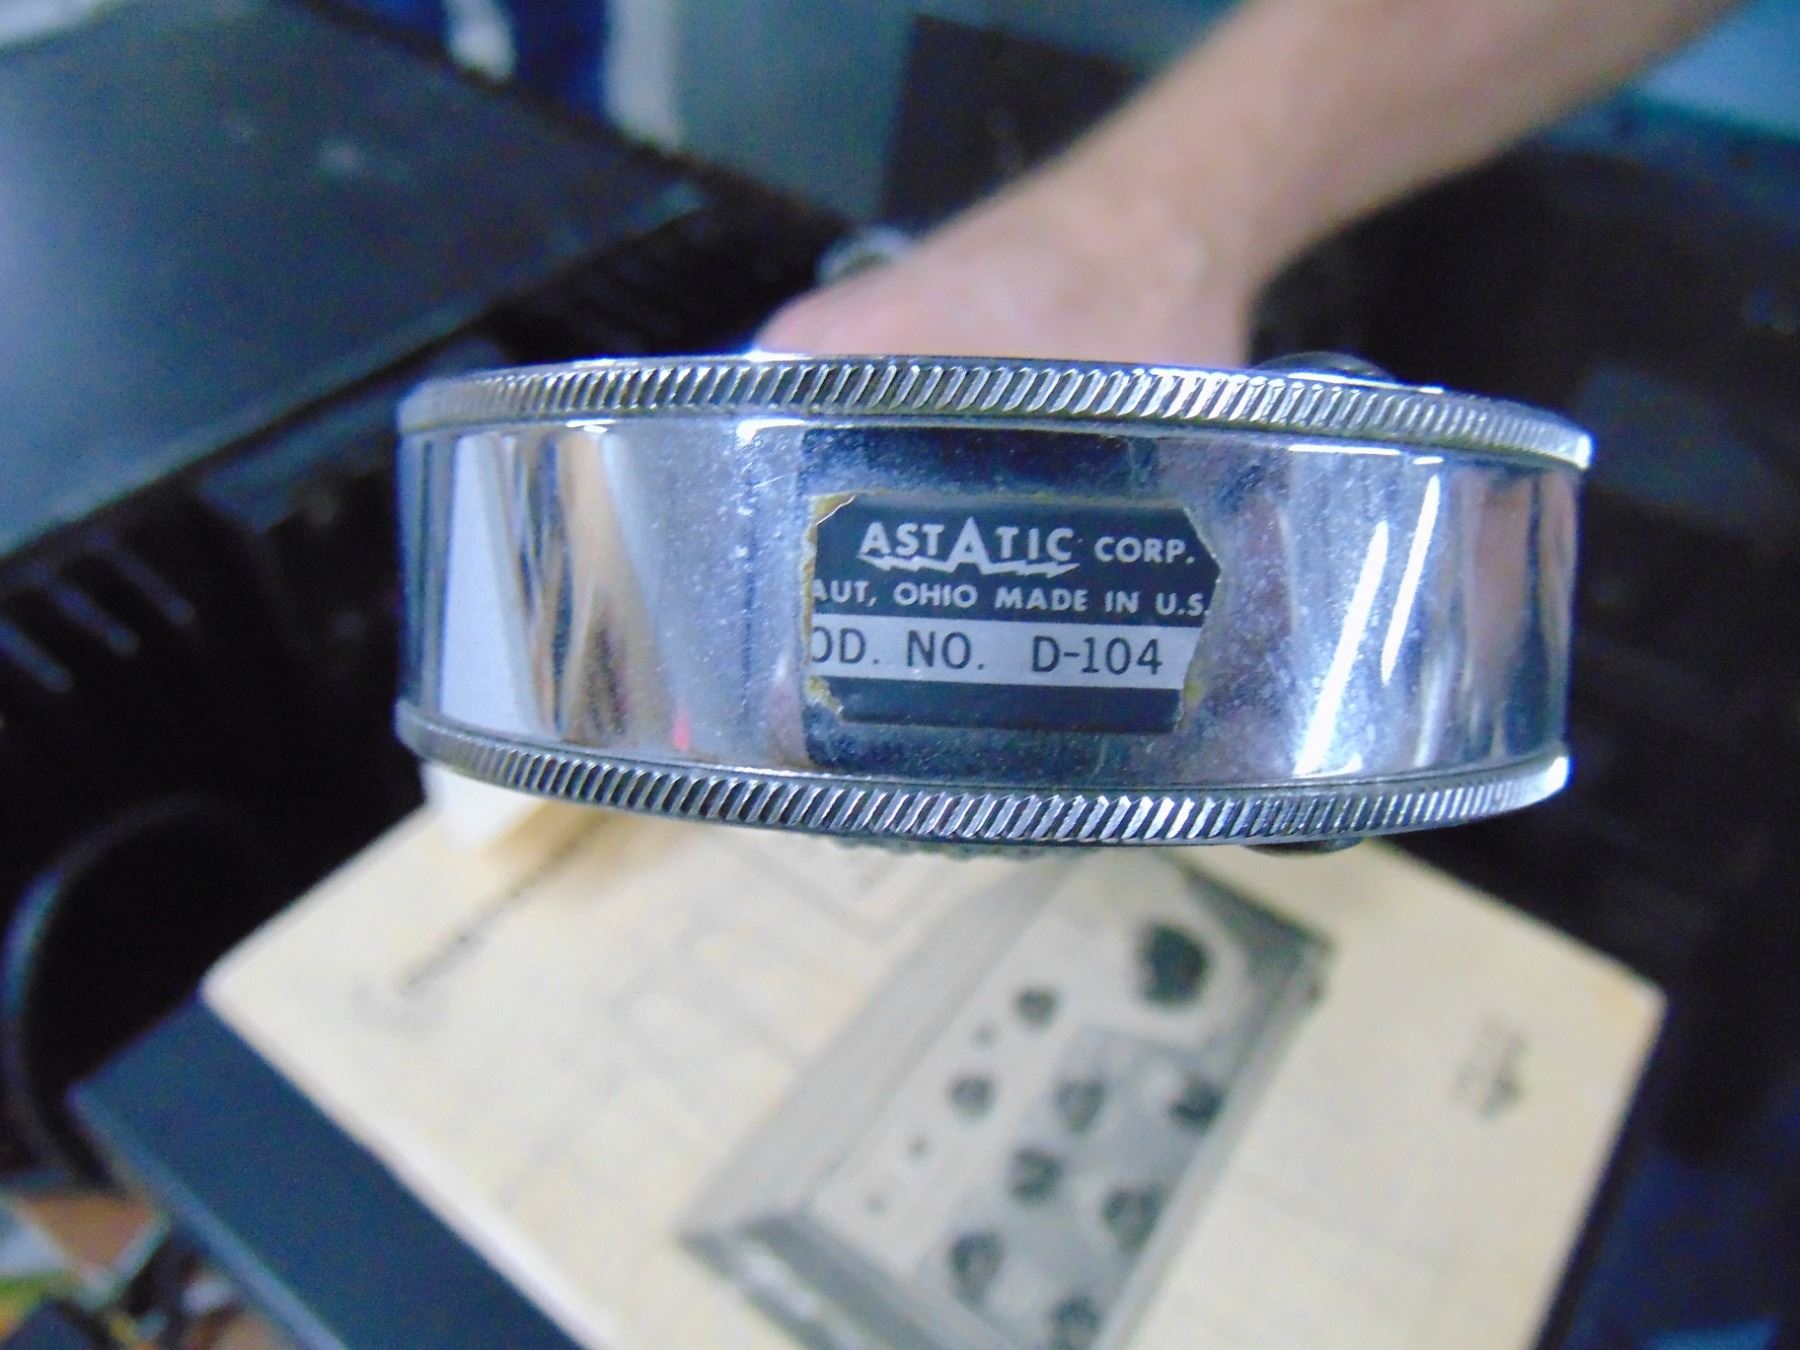 ASTATIC CORP.
AUT, OHIO MADE IN U.S.
OD. NO. D-104